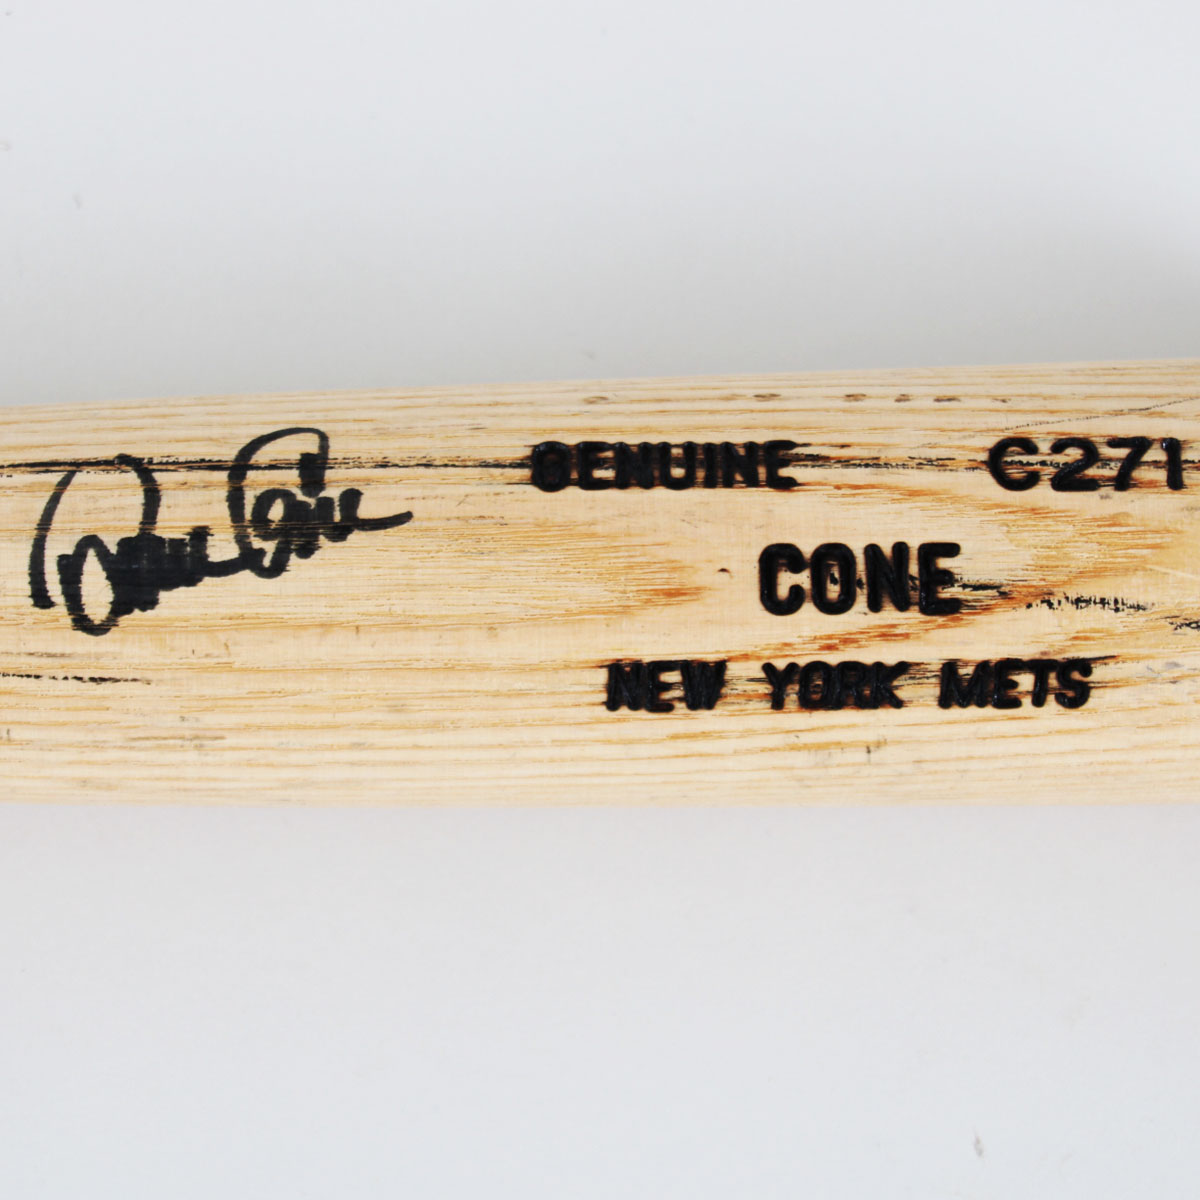 GENUINE C271
CONE
NEW YORK METS